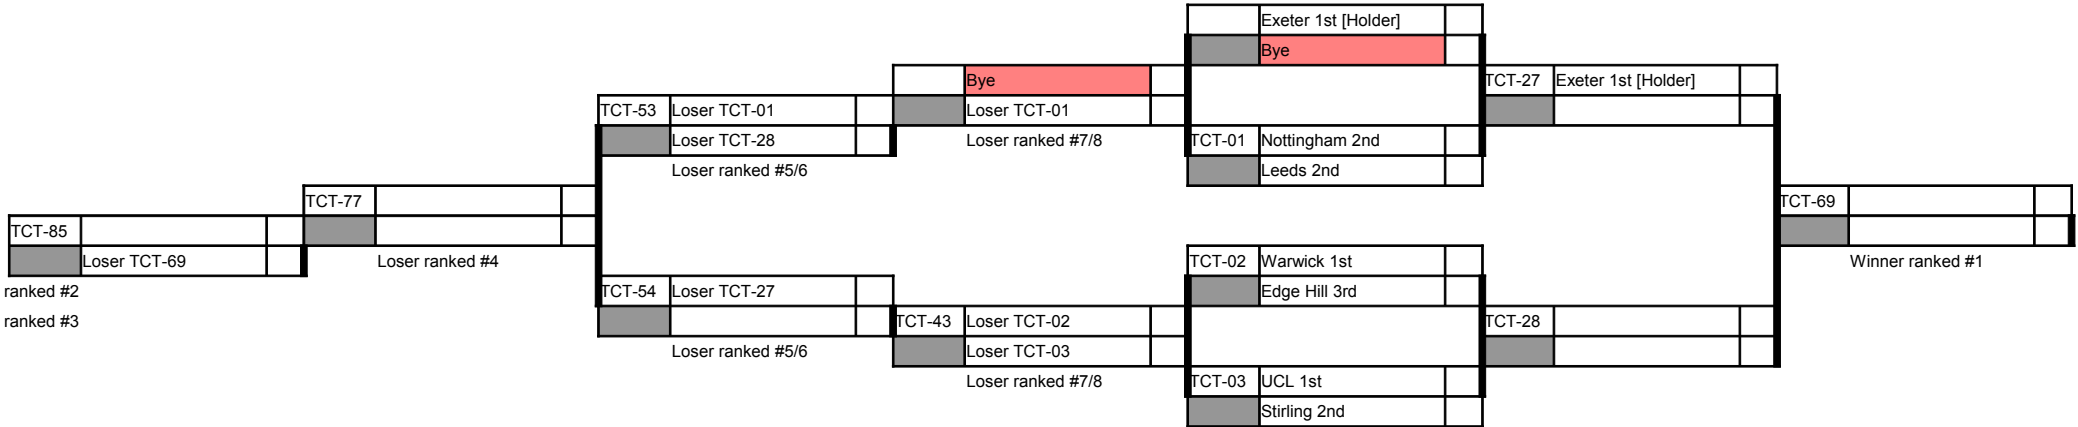 Exeter 1st [Holder]
Bye
Bye
TCT-27 Exeter 1st [Holder]
TCT-53 Loser TCT-01
Loser TCT-01
Loser TCT-28
Loser ranked #7/8
TCT-01 Nottingham 2nd
Loser ranked #5/6
Leeds 2nd
TCT-77
TCT-69
TCT-85
Loser TCT-69
Loser ranked #4
TCT-02 Warwick 1st
Winner ranked #1
ranked #2
TCT-54 Loser TCT-27
Edge Hill 3rd
ranked #3
TCT-43 Loser TCT-02
TCT-28
Loser ranked #5/6
Loser TCT-03
Loser ranked #7/8
TCT-03 UCL 1st
Stirling 2nd